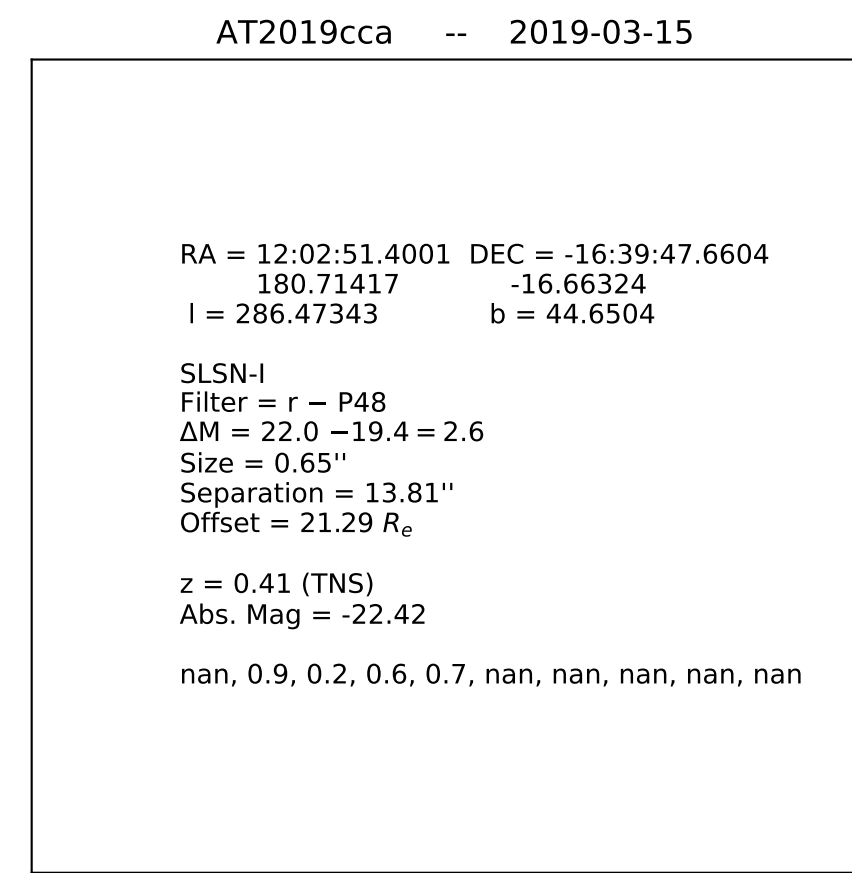 AT2019cca -- 2019-03-15
RA = 12:02:51.4001 DEC = -16:39:47.6604
180.71417 -16.66324
l = 286.47343 b = 44.6504
SLSN-I
Filter = r − P48
ΔM = 22.0 −19.4 = 2.6
Size = 0.65''
Separation = 13.81''
Offset = 21.29 Re
z = 0.41 (TNS)
Abs. Mag = -22.42
nan, 0.9, 0.2, 0.6, 0.7, nan, nan, nan, nan, nan